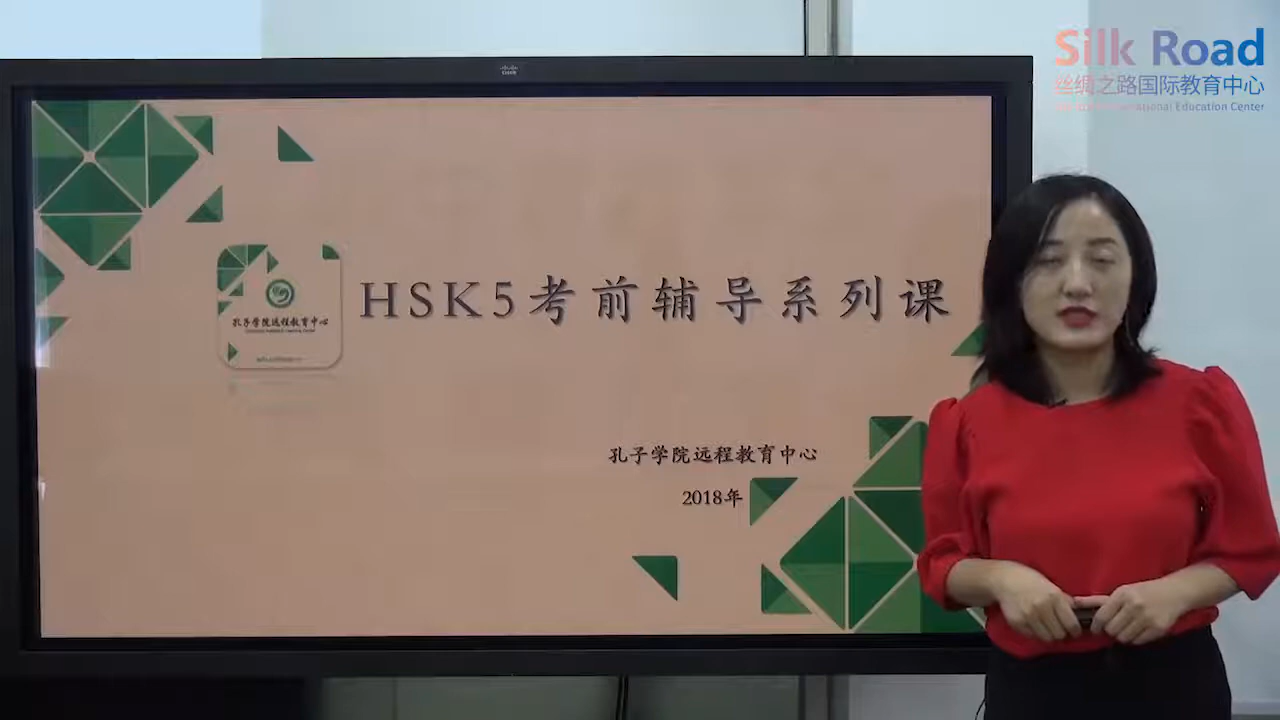 Silk Road
丝绸之路国际教育中心
HSK5考前辅导系列课
孔子学院远程教育中心
孔子学院远程教育中心
2018年